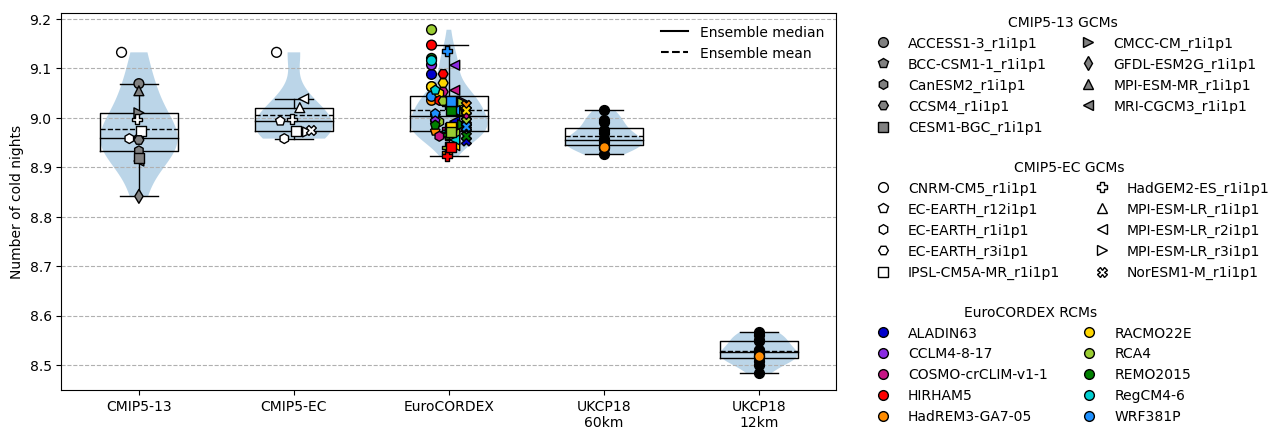 Number of cold nights
9.2
9.1
9.0
8.9
8.8
8.7
8.6
8.5
Ensemble median
Ensemble mean
CMIP5-13
CMIP5-EC
EuroCORDEX
UKCP18
60km
UKCP18
12km
CMIP5-13 GCMs
ACCESS1-3_r1i1p1
BCC-CSM1-1_r1i1p1
CanESM2_r1i1p1
CCSM4_r1i1p1
CESM1-BGC_r1i1p1
CMCC-CM_r1i1p1
GFDL-ESM2G_r1i1p1
MPI-ESM-MR_r1i1p1
MRI-CGCM3_r1i1p1
CMIP5-EC GCMs
CNRM-CM5_r1i1p1
EC-EARTH_r12i1p1
EC-EARTH_r1i1p1
EC-EARTH_r3i1p1
IPSL-CM5A-MR_r1i1p1
HadGEM2-ES_r1i1p1
MPI-ESM-LR_r1i1p1
MPI-ESM-LR_r2i1p1
MPI-ESM-LR_r3i1p1
NorESM1-M_r1i1p1
EuroCORDEX RCMs
ALADIN63
CCLM4-8-17
COSMO-crCLIM-v1-1
HIRHAM5
HadREM3-GA7-05
RACMO22E
RCA4
REMO2015
RegCM4-6
WRF381P